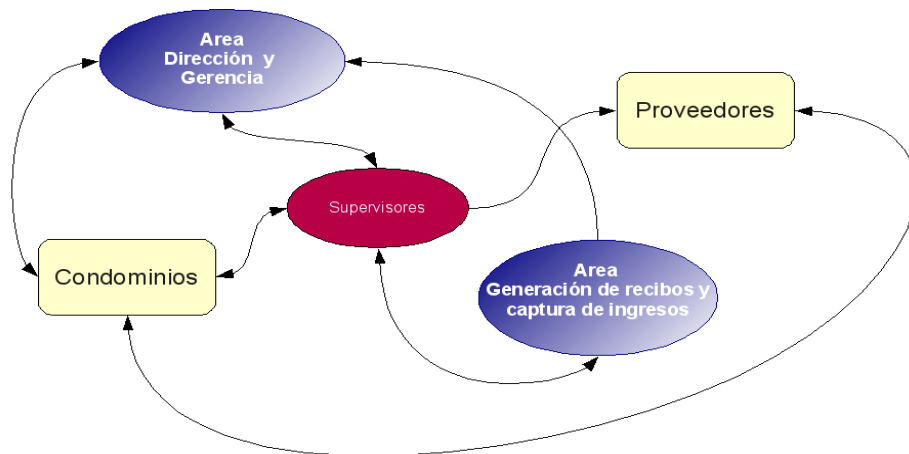 Area
Dirección y
Gerencia
Proveedores
Supervisores
Condominios
Area
Generación de recibos y
captura de ingresos